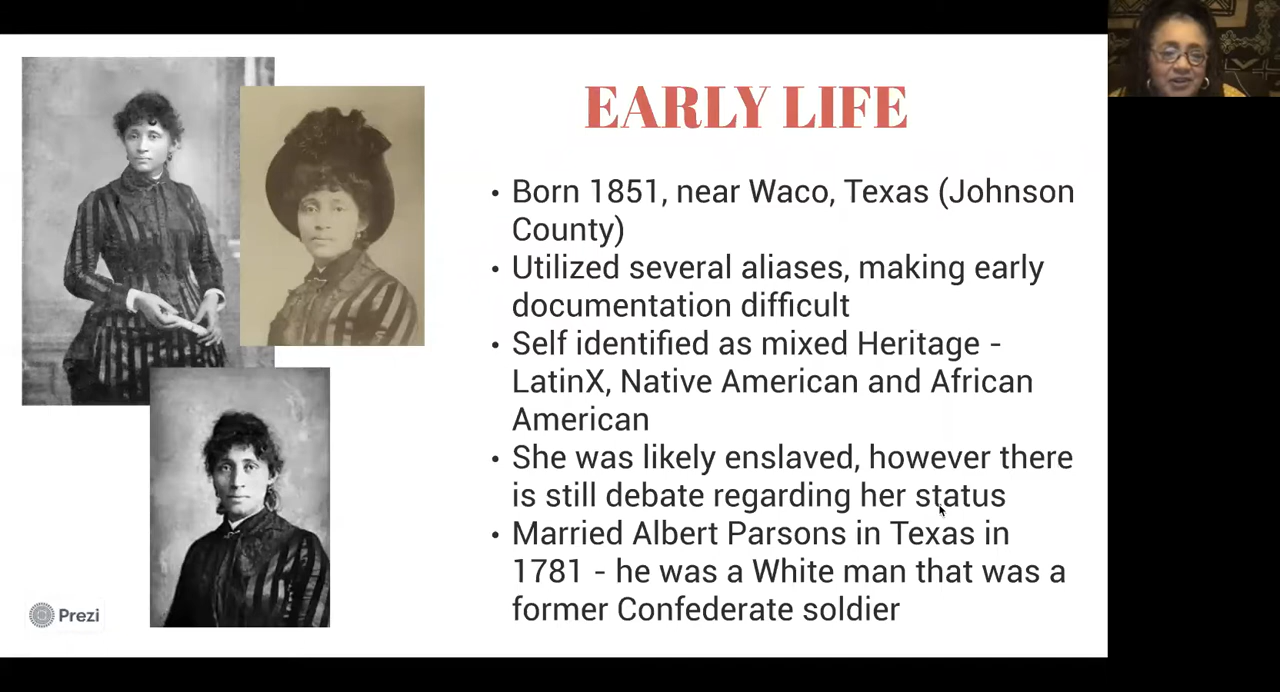 EARLY LIFE
• Born 1851, near Waco, Texas (Johnson
County)
• Utilized several aliases, making early
documentation difficult
• Self identified as mixed Heritage -
LatinX, Native American and African
American
• She was likely enslaved, however there
is still debate regarding her status
• Married Albert Parsons in Texas in
1781 - he was a White man that was a
former Confederate soldier
Prezi